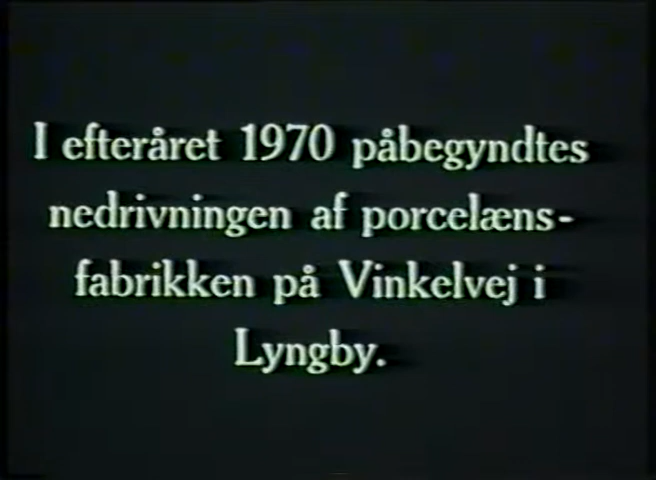 I efteråret 1970 påbegyndtes
nedrivningen af porcelæns-
fabrikken på Vinkelvej i
Lyngby.